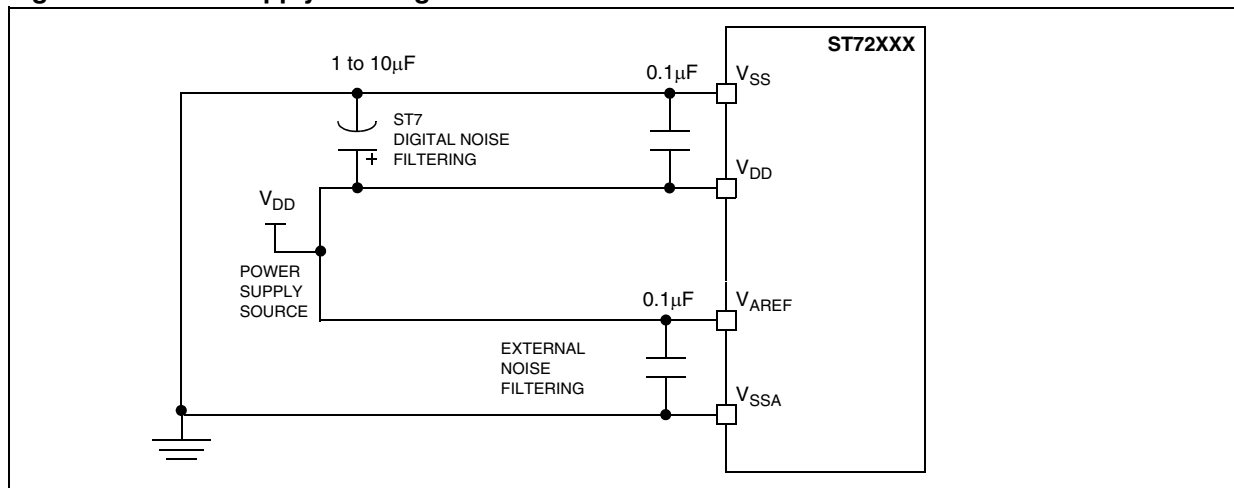 ST72XXX
1 to 10μF
0.1μF
VSS
ST7
DIGITAL NOISE
FILTERING
+
VDD
VDD
POWER
SUPPLY
SOURCE
0.1μF
VAREF
EXTERNAL
NOISE
FILTERING
VSSA